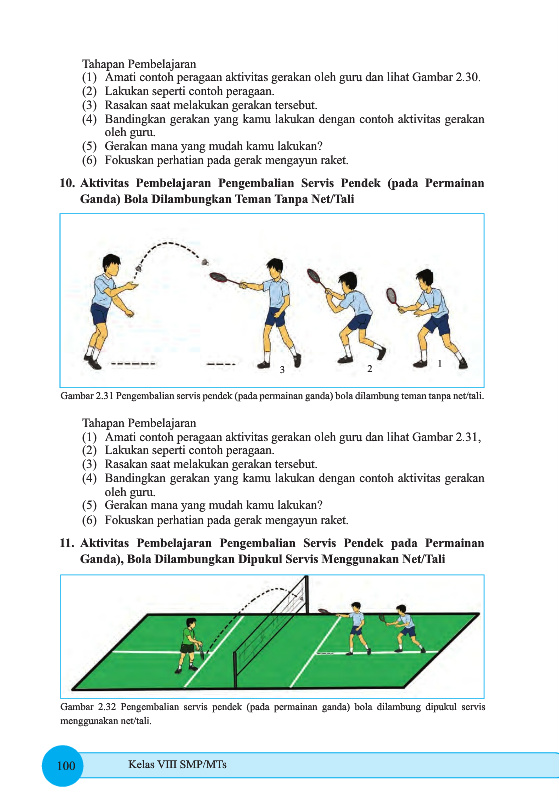 Tahapan Pembelajaran
(1) Amati contoh peragaan aktivitas gerakan oleh guru dan lihat Gambar 2.30.
(2) Lakukan seperti contoh peragaan.
(3) Rasakan saat melakukan gerakan tersebut.
(4) Bandingkan gerakan yang kamu lakukan dengan contoh aktivitas gerakan
oleh guru.
(5) Gerakan mana yang mudah kamu lakukan?
(6) Fokuskan perhatian pada gerak mengayun raket.
10. Aktivitas Pembelajaran Pengembalian Servis Pendek (pada Permainan
Ganda) Bola Dilambungkan Teman Tanpa Net/Tali
3 2 1
Gambar 2.31 Pengembalian servis pendek (pada permainan ganda) bola dilambung teman tanpa net/tali.
Tahapan Pembelajaran
(1) Amati contoh peragaan aktivitas gerakan oleh guru dan lihat Gambar 2.31,
(2) Lakukan seperti contoh peragaan.
(3) Rasakan saat melakukan gerakan tersebut.
(4) Bandingkan gerakan yang kamu lakukan dengan contoh aktivitas gerakan
oleh guru.
(5) Gerakan mana yang mudah kamu lakukan?
(6) Fokuskan perhatian pada gerak mengayun raket.
11. Aktivitas Pembelajaran Pengembalian Servis Pendek pada Permainan
Ganda), Bola Dilambungkan Dipukul Servis Menggunakan Net/Tali
Gambar 2.32 Pengembalian servis pendek (pada permainan ganda) bola dilambung dipukul servis
menggunakan net/tali.
100 Kelas VIII SMP/MTs